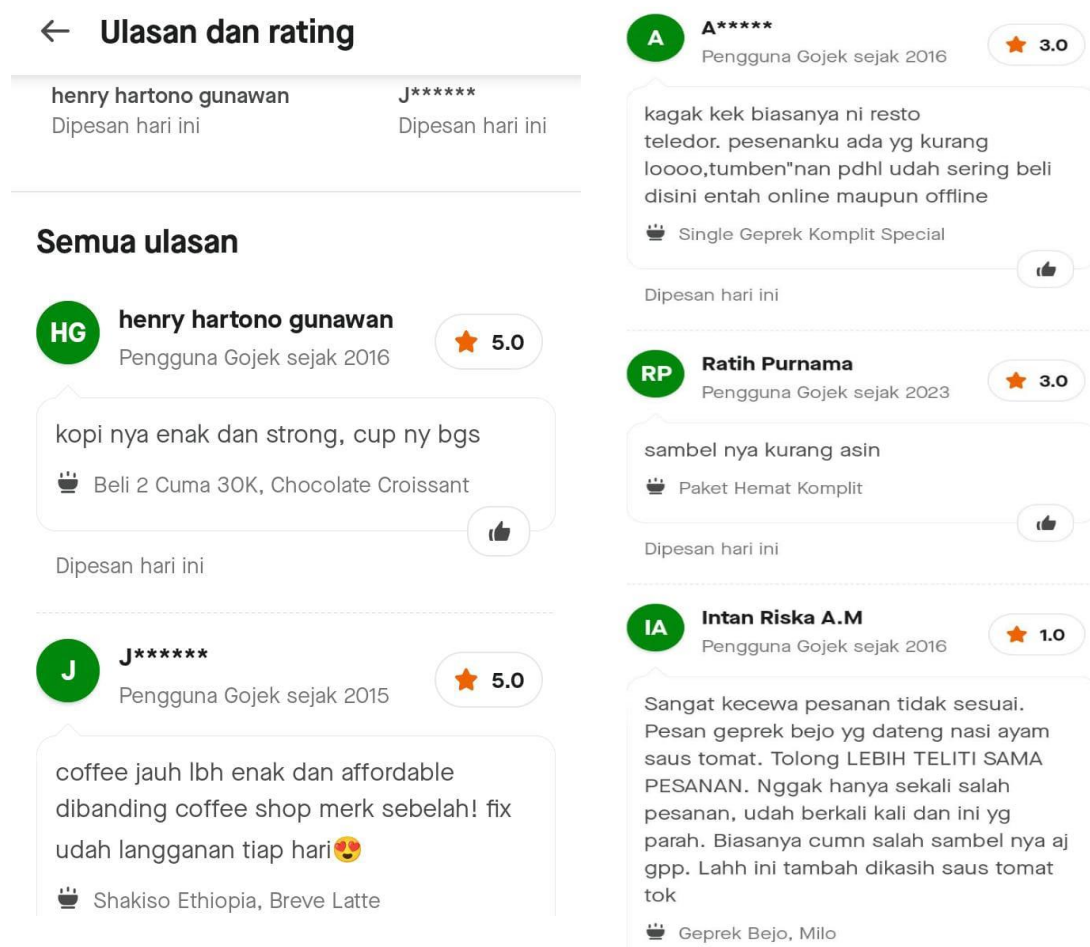 Ulasan dan rating
henry hartono gunawan
J******
Dipesan hari ini
Dipesan hari ini
Semua ulasan
HG
henry hartono gunawan
Pengguna Gojek sejak 2016
5.0
kopi nya enak dan strong, cup ny bgs
Beli 2 Cuma 30K, Chocolate Croissant
Dipesan hari ini
J
J******
Pengguna Gojek sejak 2015
5.0
coffee jauh lbh enak dan affordable
dibanding coffee shop merk sebelah! fix
udah langganan tiap hari😍
Shakiso Ethiopia, Breve Latte
A
A*****
Pengguna Gojek sejak 2016
3.0
kagak kek biasanya ni resto
teledor. pesenanku ada yg kurang
loooo,tumben"nan pdhl udah sering beli
disini entah online maupun offline
Single Geprek Komplit Special
Dipesan hari ini
RP
Ratih Purnama
Pengguna Gojek sejak 2023
3.0
sambel nya kurang asin
Paket Hemat Komplit
Dipesan hari ini
IA
Intan Riska A.M
Pengguna Gojek sejak 2016
1.0
Sangat kecewa pesanan tidak sesuai.
Pesan geprek bejo yg dateng nasi ayam
saus tomat. Tolong LEBIH TELITI SAMA
PESANAN. Nggak hanya sekali salah
pesanan, udah berkali kali dan ini yg
parah. Biasanya cumn salah sambel nya aj
gpp. Lahh ini tambah dikasih saus tomat
tok
Geprek Bejo, Milo